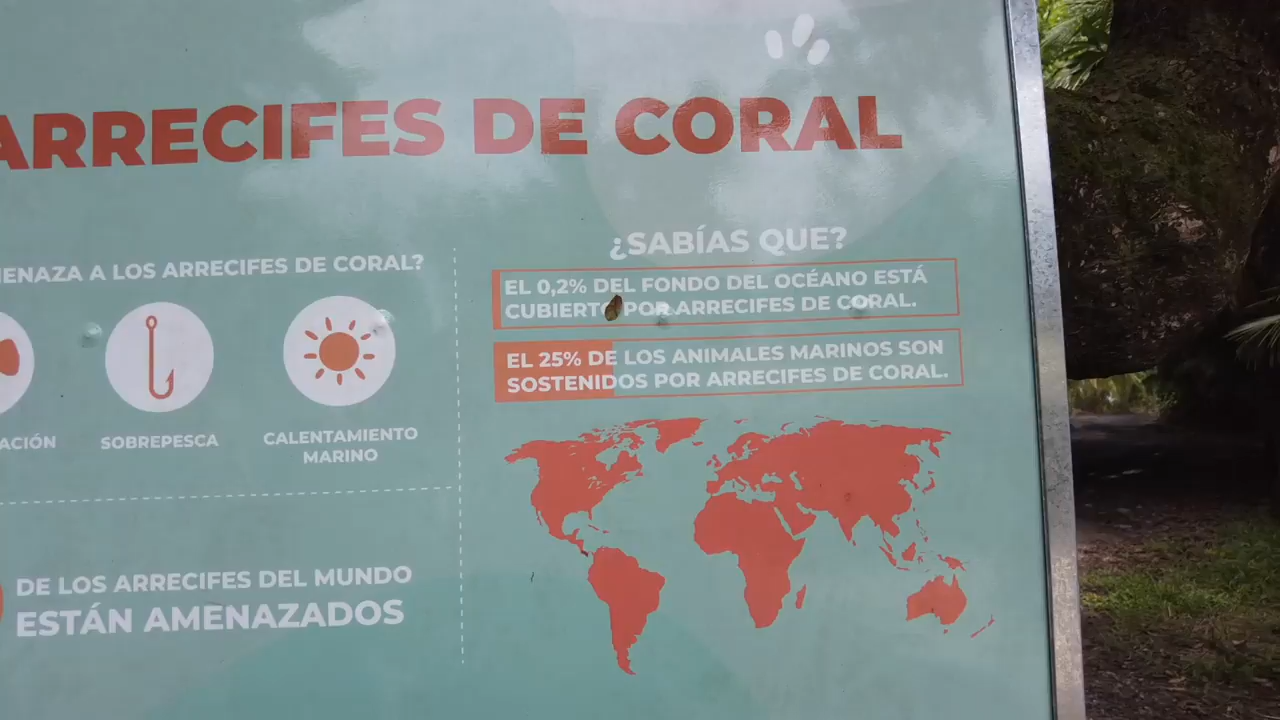 ARRECIFES DE CORAL
A LOS ARRECIFES DE CORAL?
SOBREPESCA
CALENTAMIENTO
MARINO
DE LOS ARRECIFES DEL MUNDO
ESTÁN AMENAZADOS
¿SABÍAS QUE?
EL 0,2% DEL FONDO DEL OCÉANO ESTÁ
CUBIERTO POR ARRECIFES DE CORAL.
EL 25% DE LOS ANIMALES MARINOS SON
SOSTENIDOS POR ARRECIFES DE CORAL.